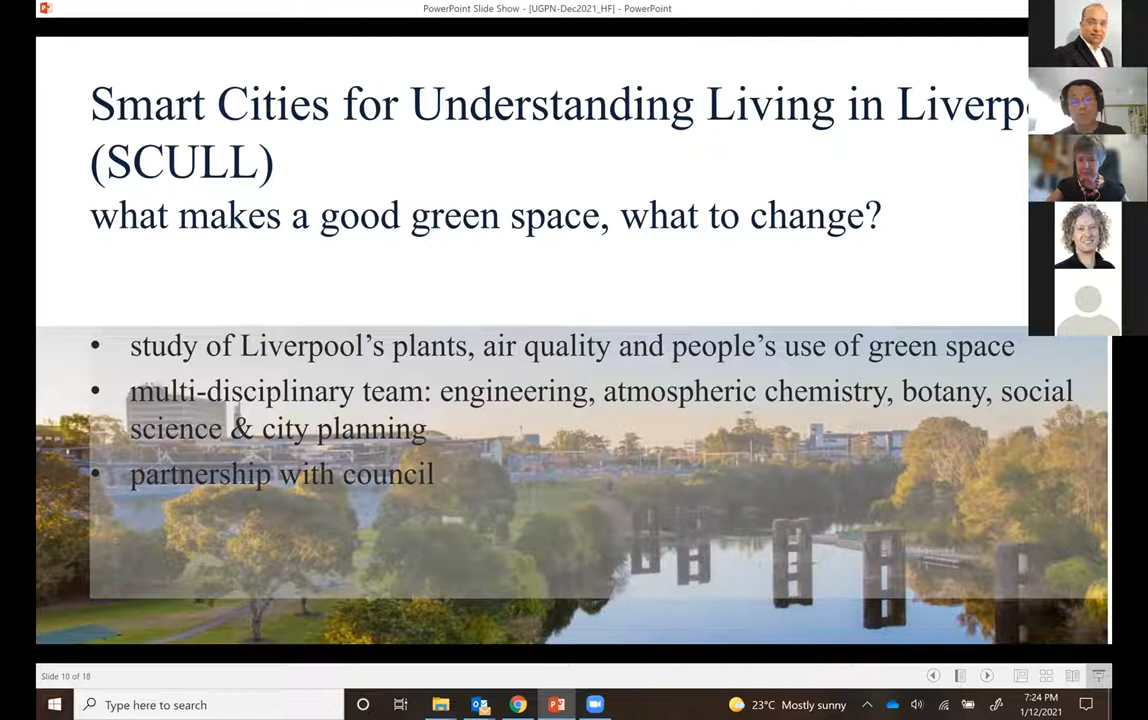 PowerPoint Slide Show - [UGPN-Dec2021_HF] - PowerPoint
Smart Cities for Understanding Living in Liverp
(SCULL)
what makes a good green space, what to change?
• study of Liverpool’s plants, air quality and people’s use of green space
• multi-disciplinary team: engineering, atmospheric chemistry, botany, social
science & city planning
• partnership with council
Slide 10 of 18
Type here to search
23°C Mostly sunny
7:24 PM
1/12/2021